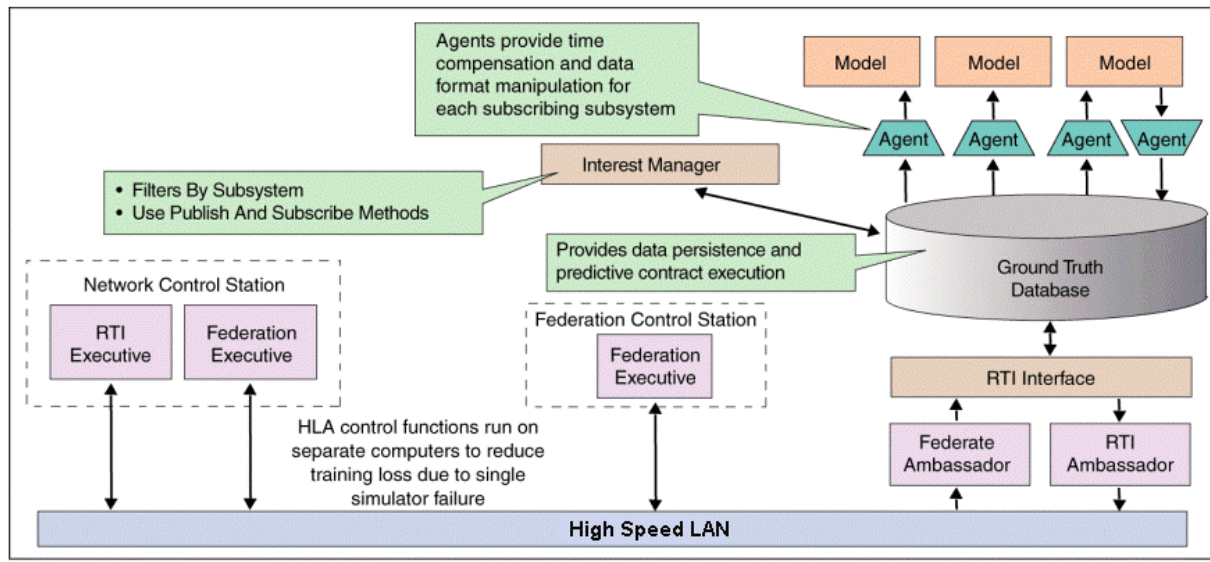 Agents provide time
compensation and data
format manipulation for
each subscribing subsystem
Model
Model
Model
Agent
Agent
Agent
Agent
Interest Manager
• Filters By Subsystem
• Use Publish And Subscribe Methods
Provides data persistence and
predictive contract execution
Ground Truth
Database
Network Control Station
RTI
Executive
Federation
Executive
Federation Control Station
Federation
Executive
RTI Interface
HLA control functions run on
separate computers to reduce
training loss due to single
simulator failure
Federate
Ambassador
RTI
Ambassador
High Speed LAN